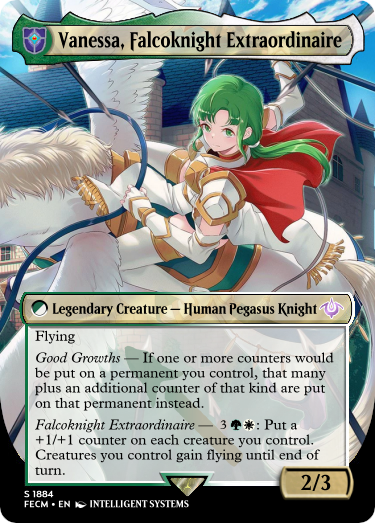 Vanessa, Falcoknight Extraordinaire
Legendary Creature — Human Pegasus Knight
Flying
Good Growths — If one or more counters would
be put on a permanent you control, that many
plus an additional counter of that kind are put
on that permanent instead.
Falcoknight Extraordinaire — 3: Put a
+1/+1 counter on each creature you control.
Creatures you control gain flying until end of
turn.
2/3
S 1884
FECM • EN INTELLIGENT SYSTEMS